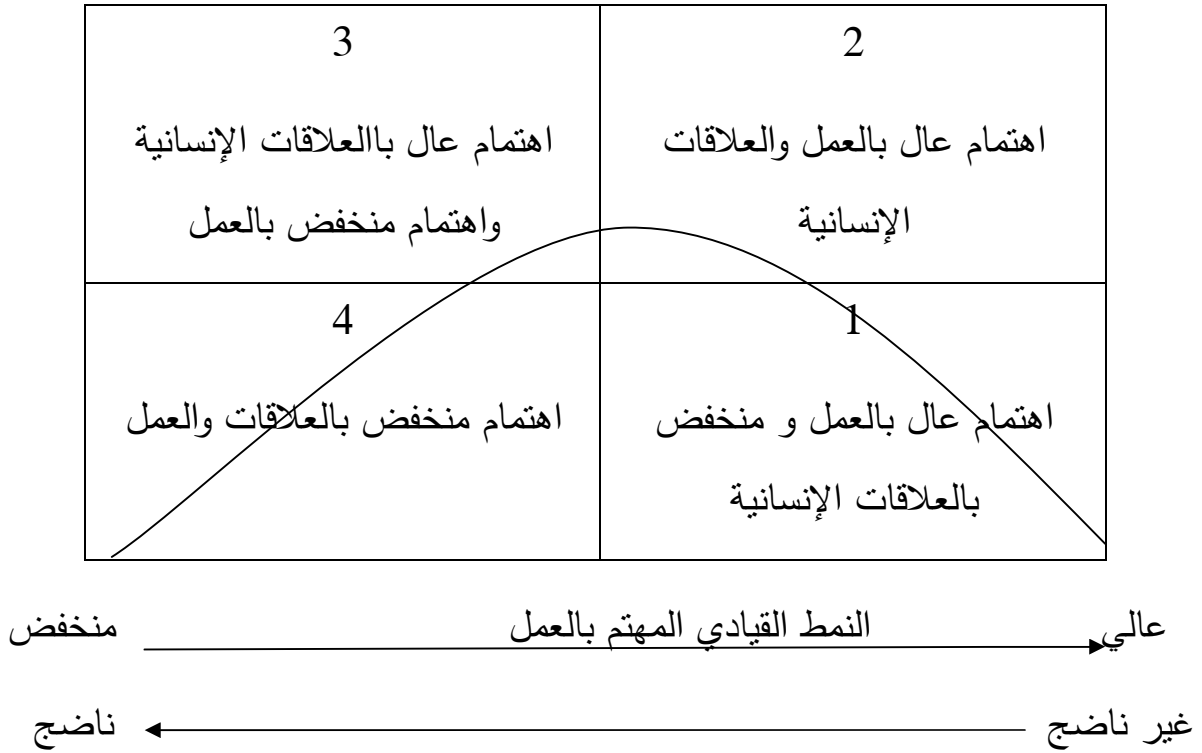 2
اهتمام عال بالعمل والعلاقات
الإنسانية
3
اهتمام عال باالعلاقات الإنسانية
واهتمام منخفض بالعمل
1
اهتمام عال بالعمل و منخفض
بالعلاقات الإنسانية
4
اهتمام منخفض بالعلاقات والعمل
عالي النمط القيادي المهتم بالعمل منخفض
غير ناضج ناضج